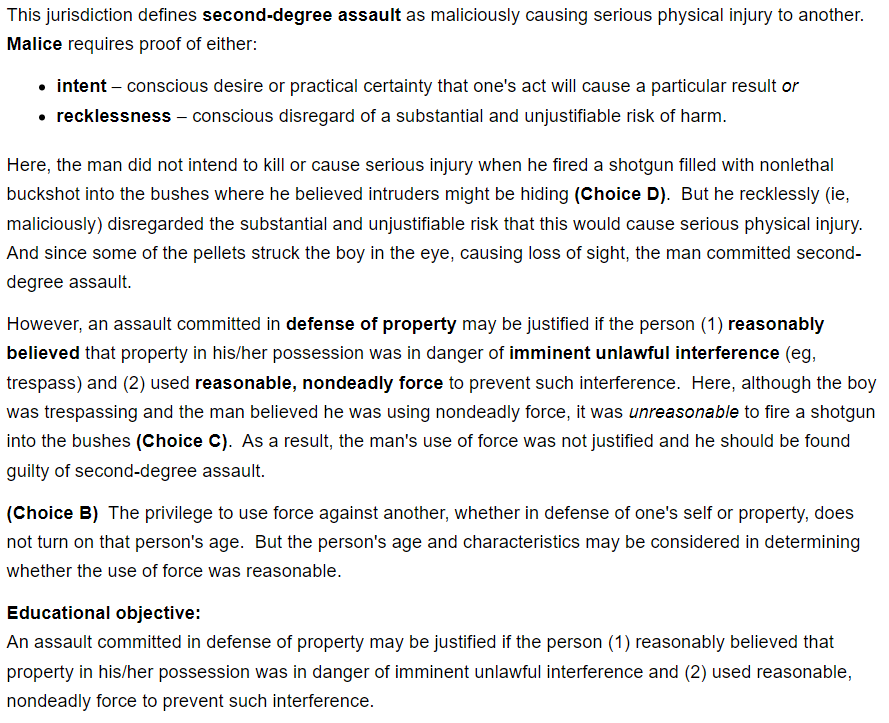 This jurisdiction defines second-degree assault as maliciously causing serious physical injury to another.
Malice requires proof of either:
• intent – conscious desire or practical certainty that one's act will cause a particular result or
• recklessness – conscious disregard of a substantial and unjustifiable risk of harm.
Here, the man did not intend to kill or cause serious injury when he fired a shotgun filled with nonlethal
buckshot into the bushes where he believed intruders might be hiding (Choice D).  But he recklessly (ie,
maliciously) disregarded the substantial and unjustifiable risk that this would cause serious physical injury.
And since some of the pellets struck the boy in the eye, causing loss of sight, the man committed second-
degree assault.
However, an assault committed in defense of property may be justified if the person (1) reasonably
believed that property in his/her possession was in danger of imminent unlawful interference (eg,
trespass) and (2) used reasonable, nondeadly force to prevent such interference.  Here, although the boy
was trespassing and the man believed he was using nondeadly force, it was unreasonable to fire a shotgun
into the bushes (Choice C).  As a result, the man's use of force was not justified and he should be found
guilty of second-degree assault.
(Choice B)  The privilege to use force against another, whether in defense of one's self or property, does
not turn on that person's age.  But the person's age and characteristics may be considered in determining
whether the use of force was reasonable.
Educational objective:
An assault committed in defense of property may be justified if the person (1) reasonably believed that
property in his/her possession was in danger of imminent unlawful interference and (2) used reasonable,
nondeadly force to prevent such interference.